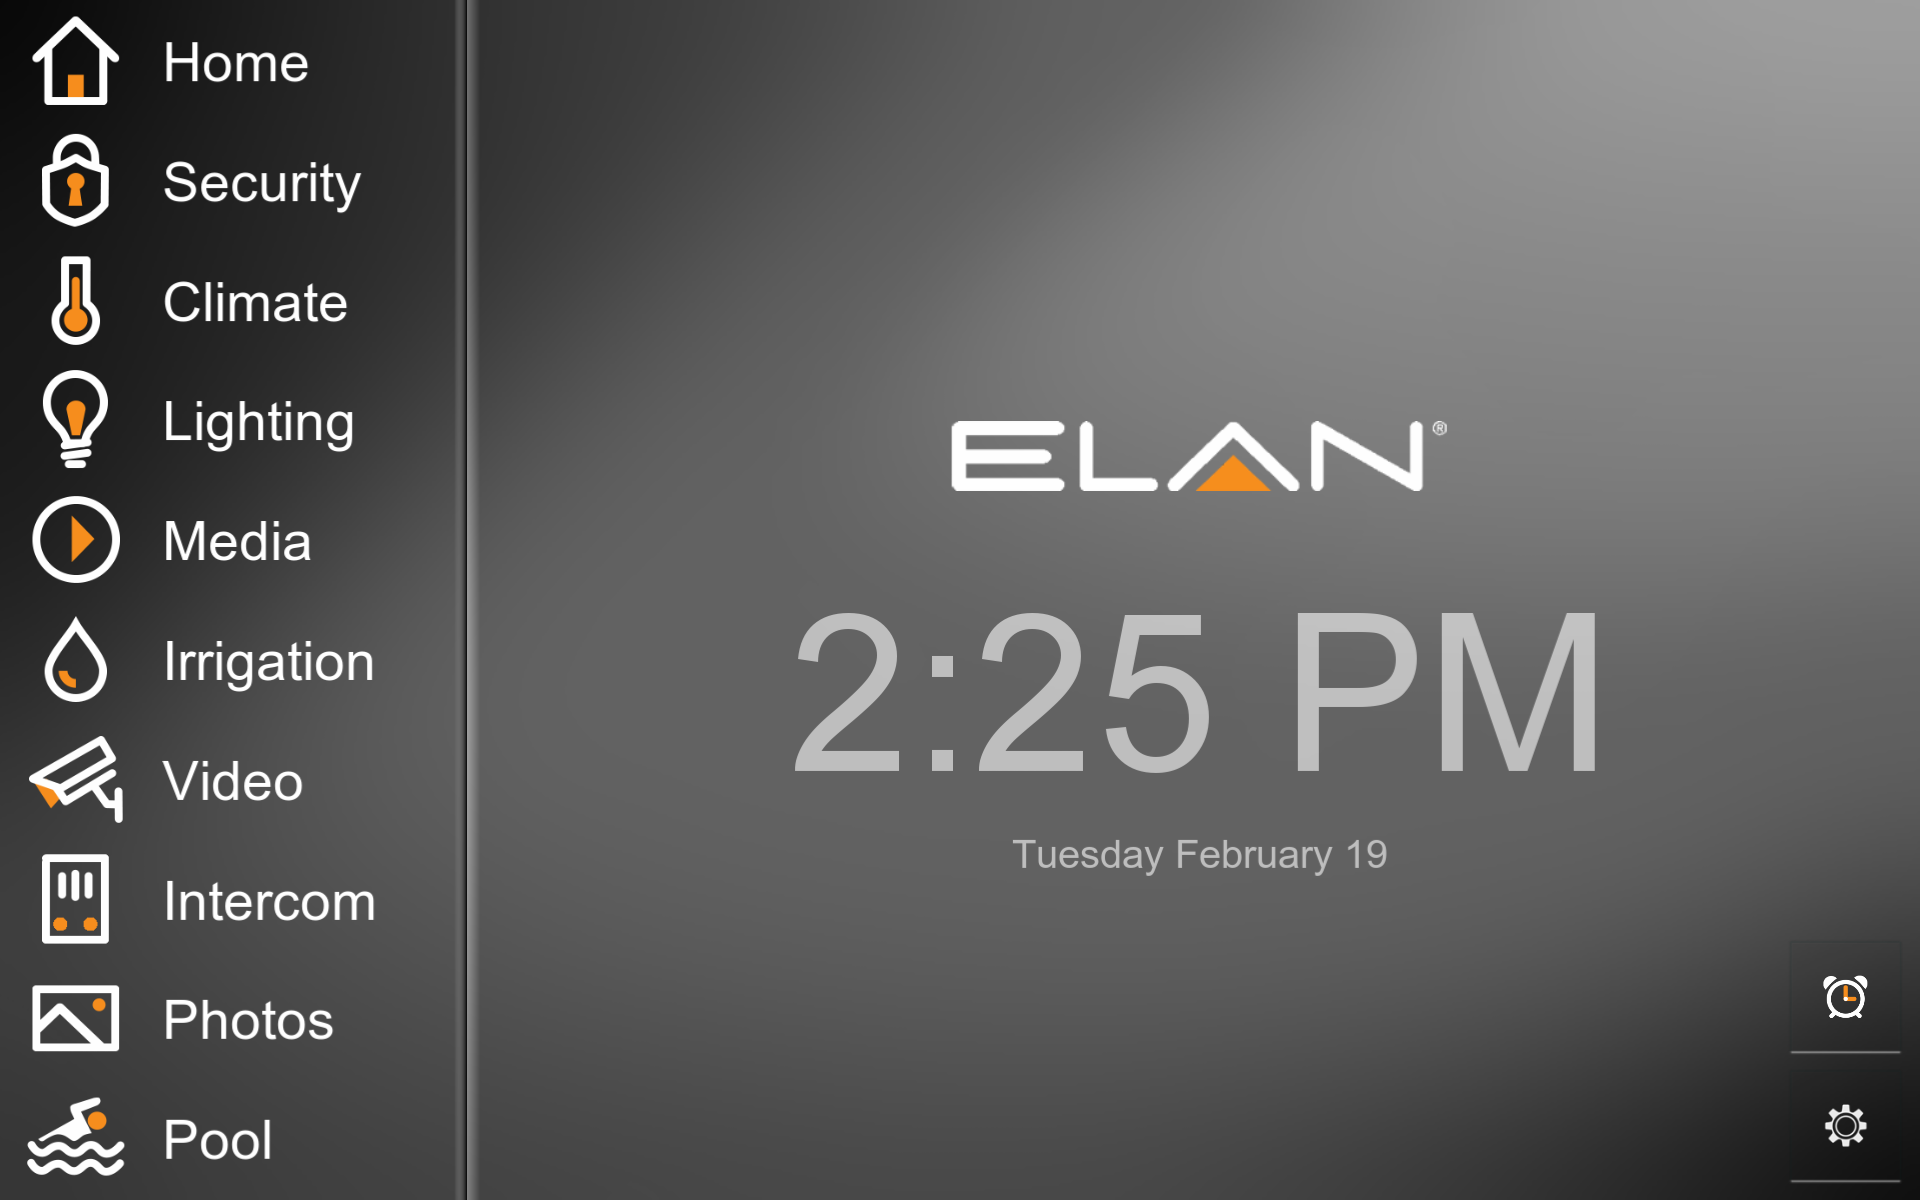 Home
Security
Climate
Lighting
Media
Irrigation
Video
Intercom
Photos
Pool
ELAN®
2:25 PM
Tuesday February 19